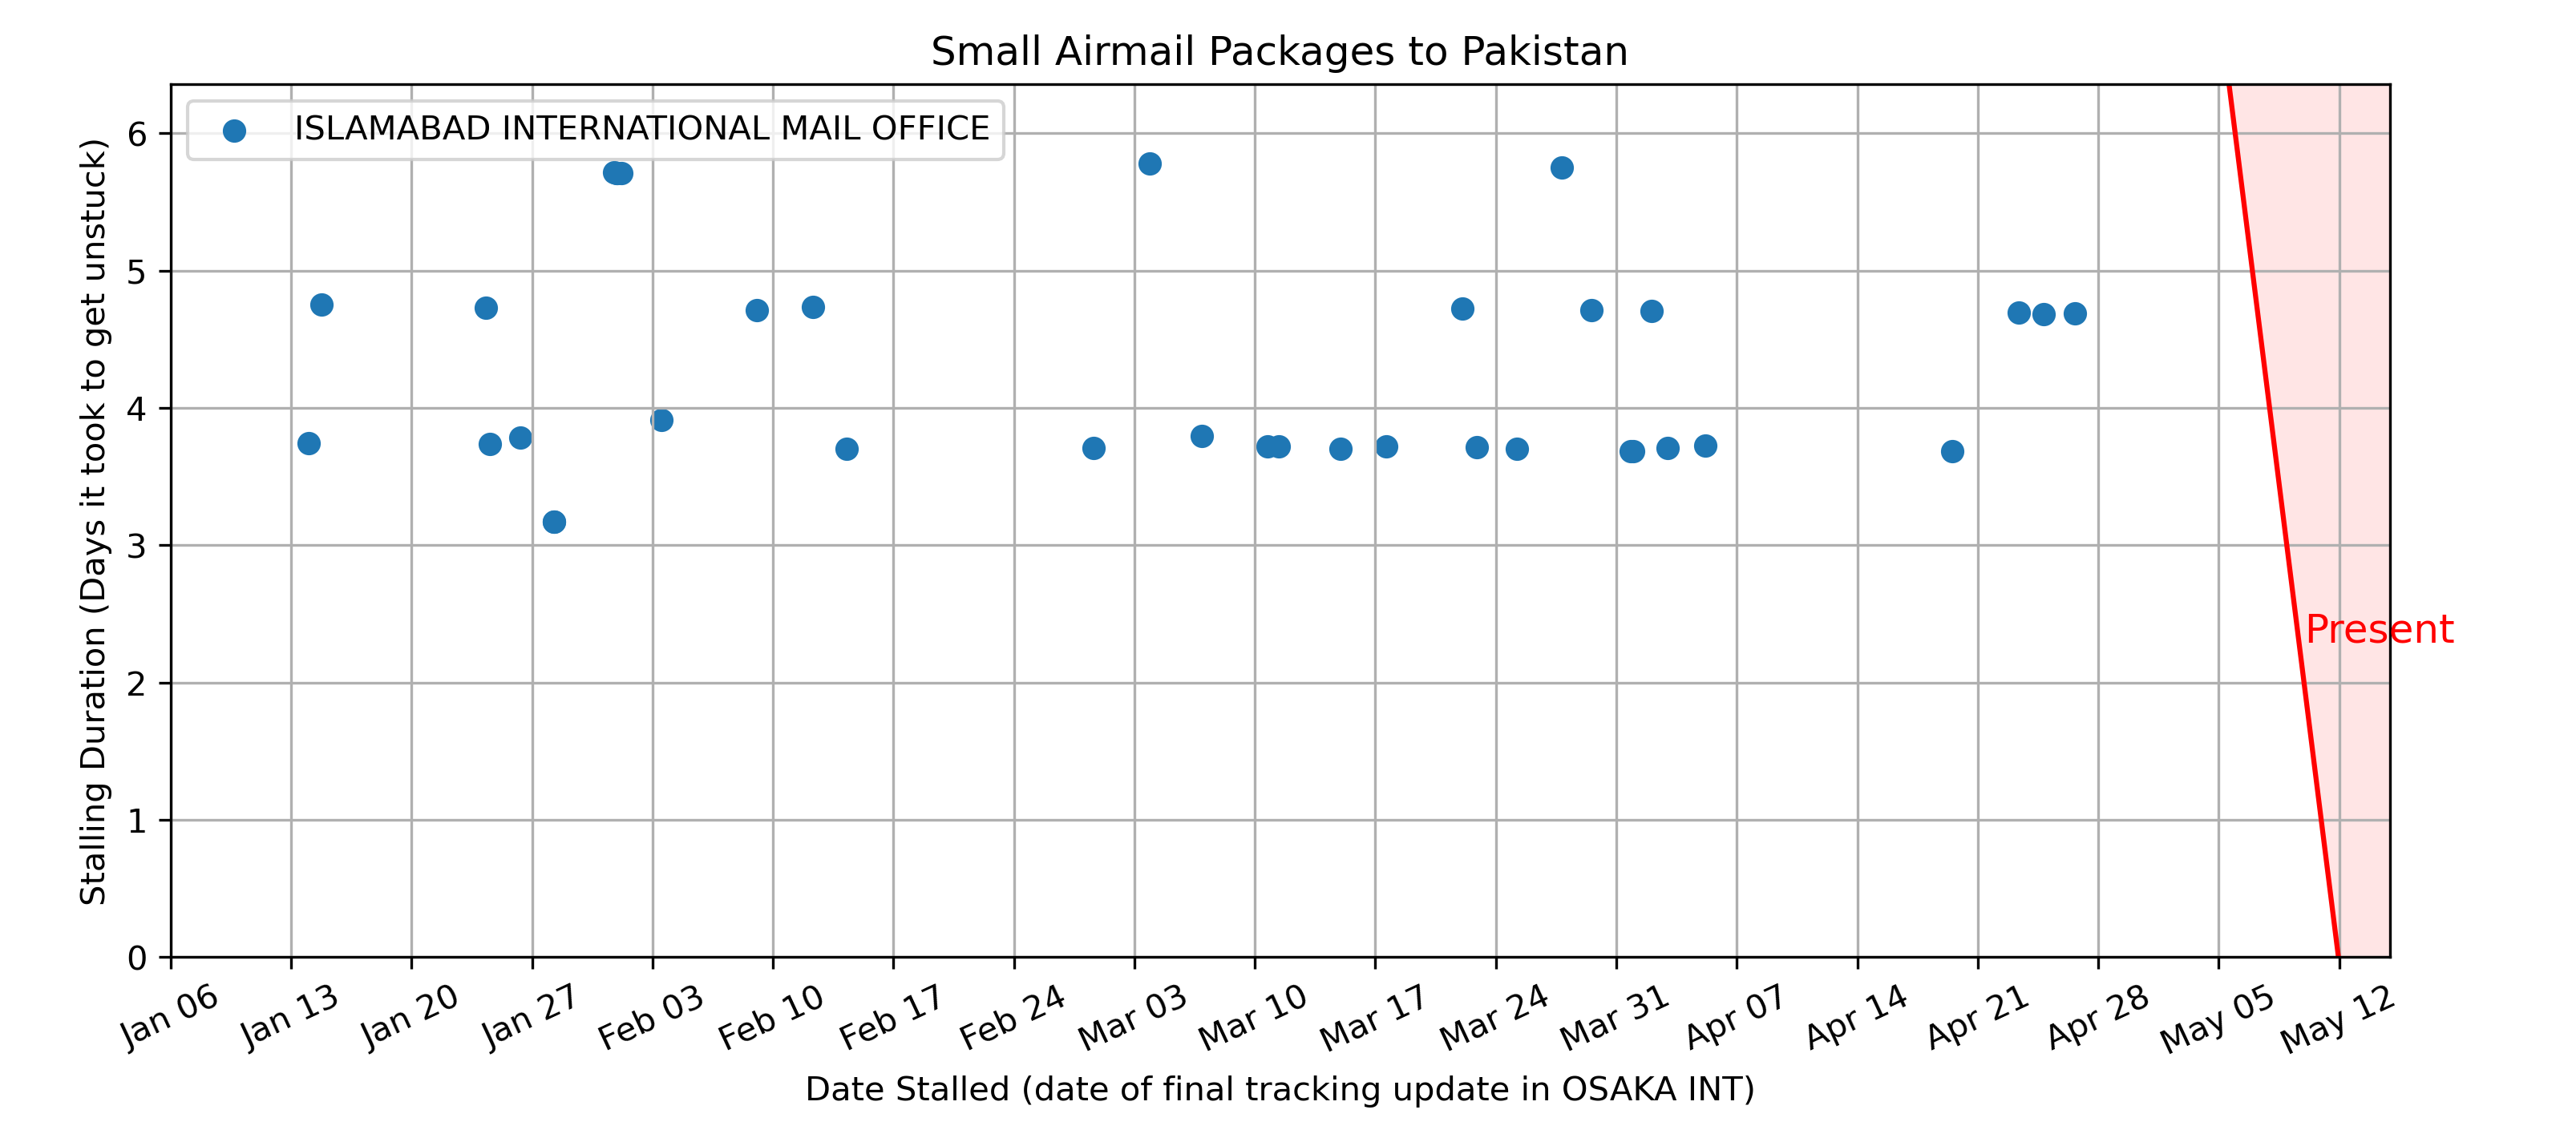 Small Airmail Packages to Pakistan
ISLAMABAD INTERNATIONAL MAIL OFFICE
Stalling Duration (Days it took to get unstuck)
6
5
4
3
2
1
0
Present
Jan 06
Jan 13
Jan 20
Jan 27
Feb 03
Feb 10
Feb 17
Feb 24
Mar 03
Mar 10
Mar 17
Mar 24
Mar 31
Apr 07
Apr 14
Apr 21
Apr 28
May 05
May 12
Date Stalled (date of final tracking update in OSAKA INT)